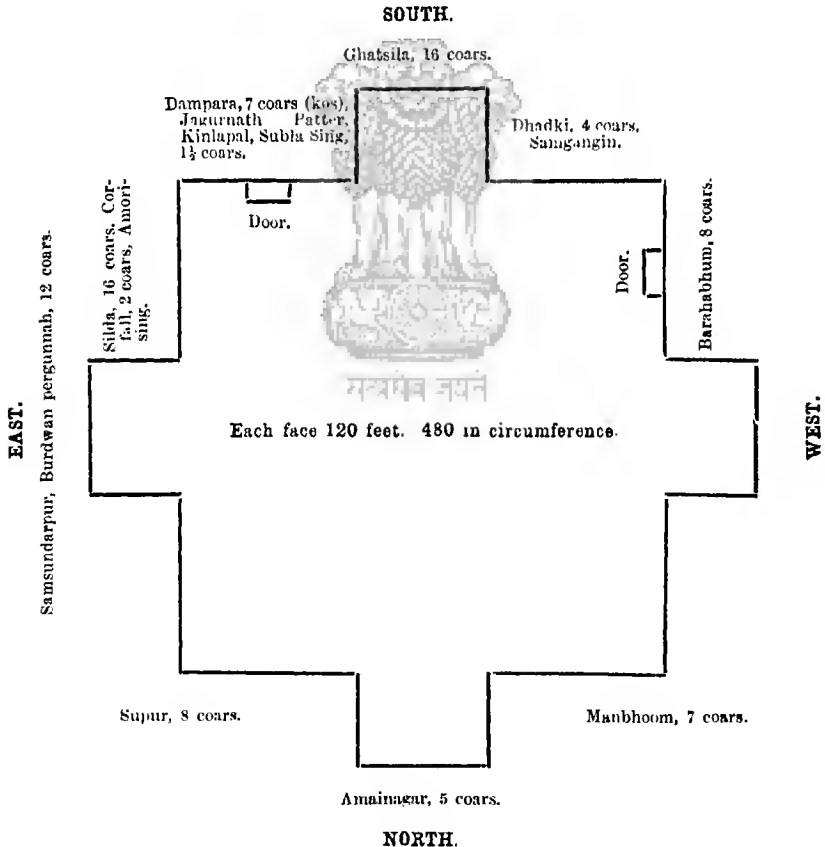 SOUTH.
Ghatsila, 16 coars.
Dampara, 7 coars (kos),
Jagurnath Patter,
Kinlapal, Subla Sing,
1½ coars.
Dhadki, 4 coars,
Samgangin.
Door.
Door.
Silda, 16 coars. Cor-
fall, 2 coars, Amori-
sing.
Samsundarpur, Burdwan pergunnah, 12 coars.
EAST.
Barahabhum, 8 coars.
WEST.
सत्यमेव जयते
Each face 120 feet. 480 in circumference.
Supur, 8 coars.
Manbhoom, 7 coars.
Amainagar, 5 coars.
NORTH.